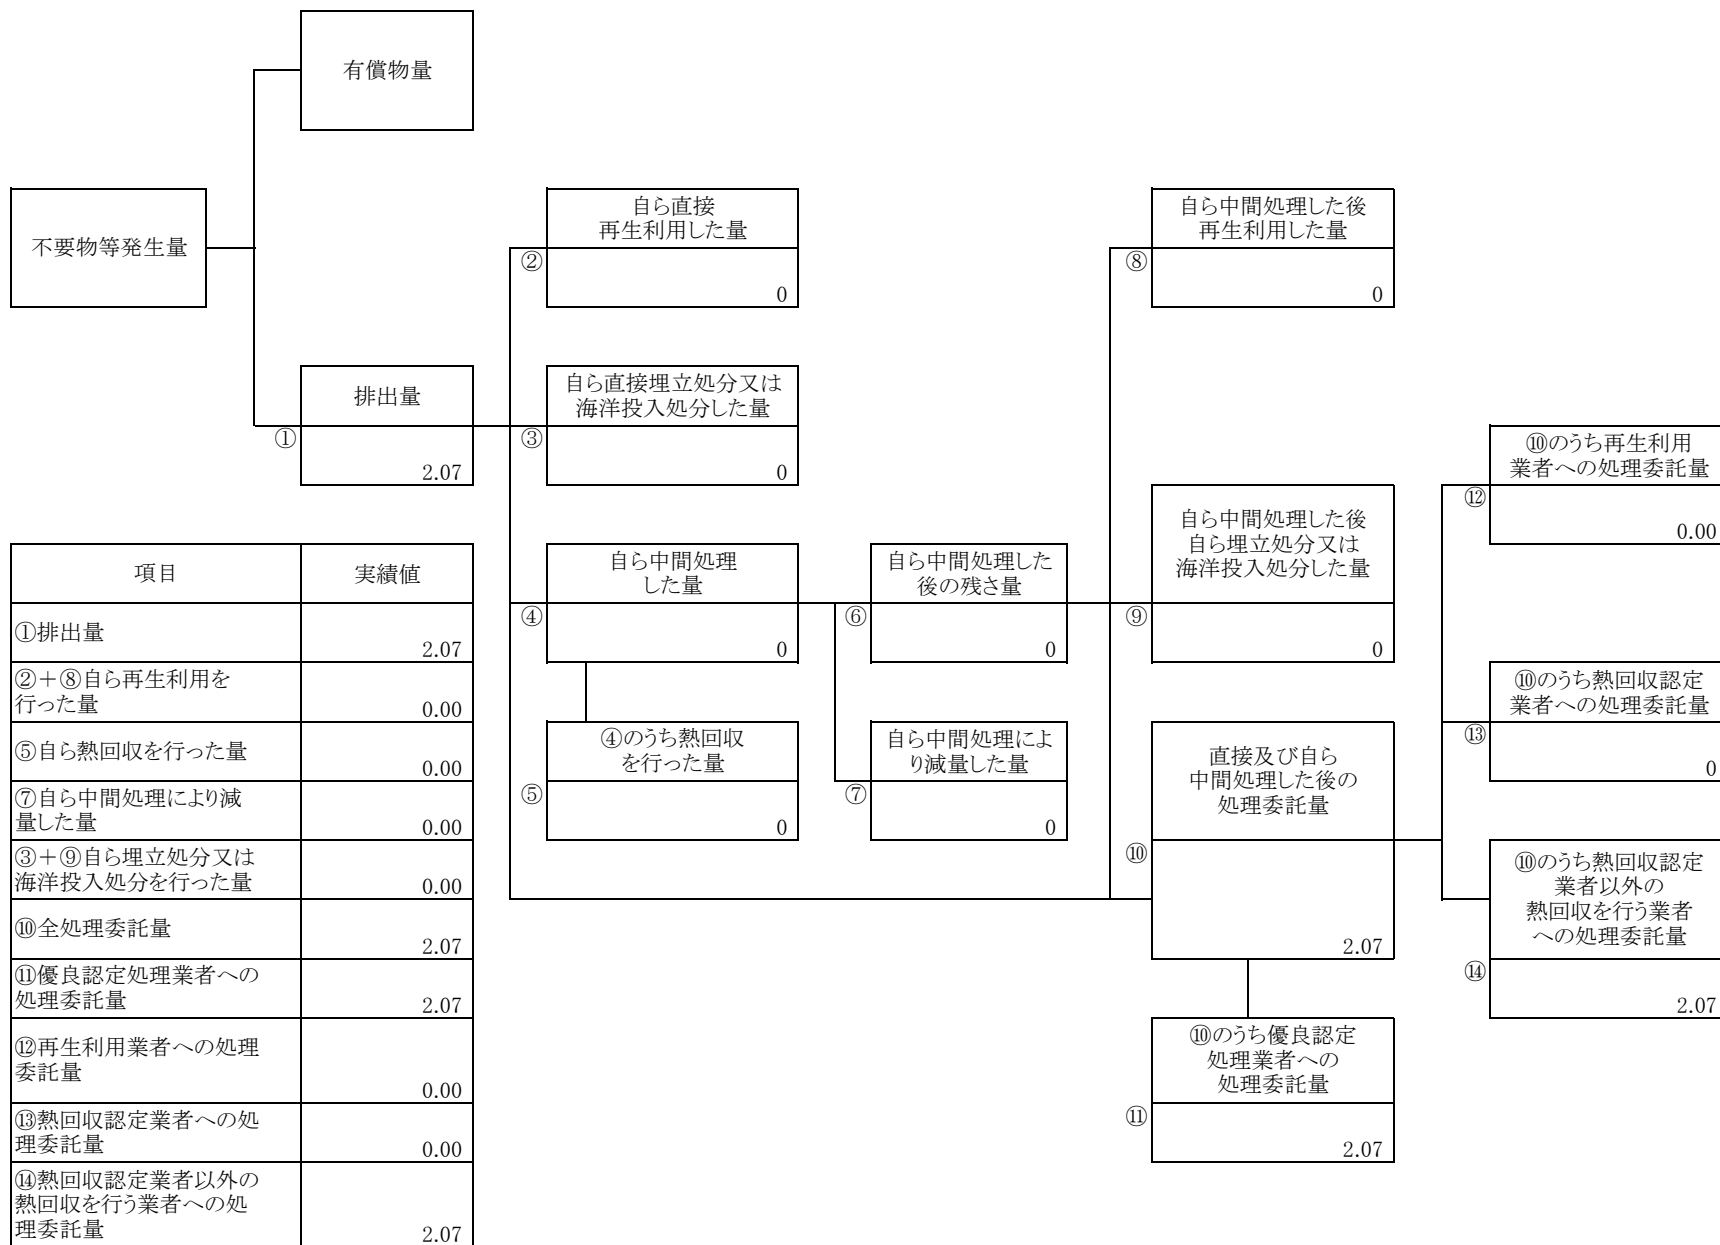 有償物量
不要物等発生量
自ら直接
再生利用した量
②
0
自ら中間処理した後
再生利用した量
⑧
0
排出量
①
2.07
自ら直接埋立処分又は
海洋投入処分した量
③
0
⑩のうち再生利用
業者への処理委託量
⑫
0.00
自ら中間処理
した量
④
0
自ら中間処理した
後の残さ量
⑥
0
自ら中間処理した後
自ら埋立処分又は
海洋投入処分した量
⑨
0
⑩のうち熱回収認定
業者への処理委託量
⑬
0
④のうち熱回収
を行った量
⑤
0
自ら中間処理によ
り減量した量
⑦
0
直接及び自ら
中間処理した後の
処理委託量
⑩
2.07
⑩のうち熱回収認定
業者以外の
熱回収を行う業者
への処理委託量
⑭
2.07
⑩のうち優良認定
処理業者への
処理委託量
⑪
2.07
項目 実績値
①排出量
2.07
②＋⑧自ら再生利用を
行った量
0.00
⑤自ら熱回収を行った量
0.00
⑦自ら中間処理により減
量した量
0.00
③＋⑨自ら埋立処分又は
海洋投入処分を行った量
0.00
⑩全処理委託量
2.07
⑪優良認定処理業者への
処理委託量
2.07
⑫再生利用業者への処理
委託量
0.00
⑬熱回収認定業者への処
理委託量
0.00
⑭熱回収認定業者以外の
熱回収を行う業者への処
理委託量
2.07